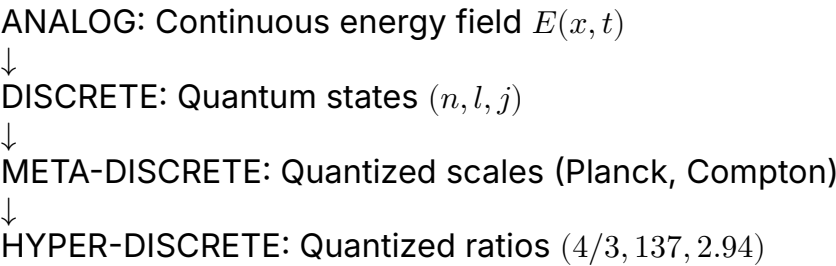 ANALOG: Continuous energy field E(x, t)
↓
DISCRETE: Quantum states (n, l, j)
↓
META-DISCRETE: Quantized scales (Planck, Compton)
↓
HYPER-DISCRETE: Quantized ratios (4/3, 137, 2.94)